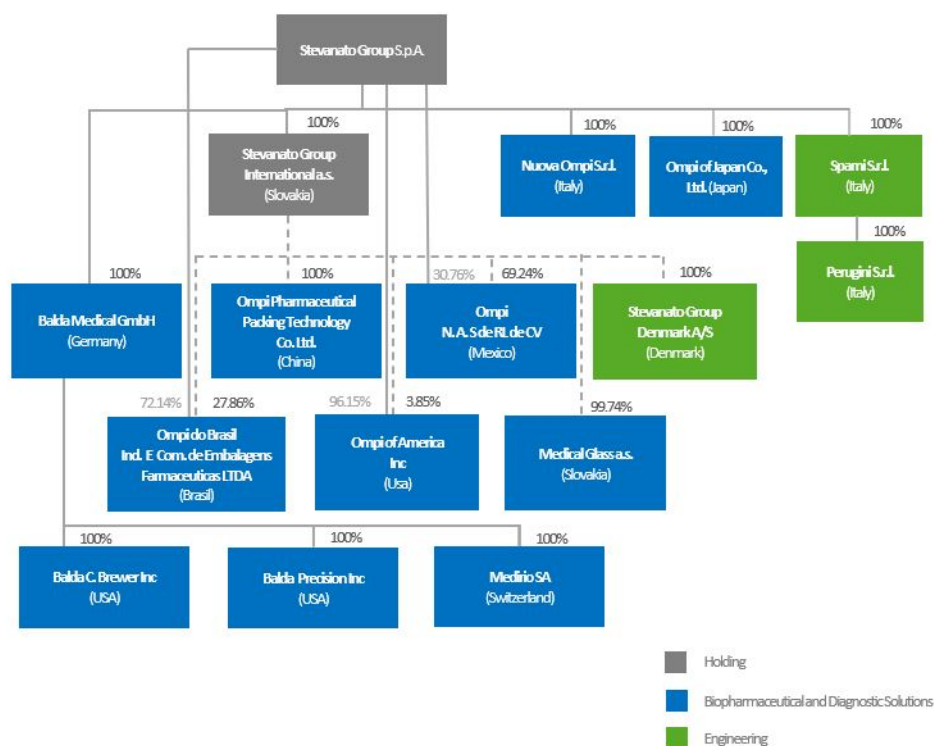 Stevanato Group S.p.A.
100%
100%
100%
100%
Stevanato Group
International a.s.
(Slovakia)
Nuova Ompi S.r.l.
(Italy)
Ompi of Japan Co.,
Ltd. (Japan)
Spami S.r.l.
(Italy)
100%
100%
100%
30.76%
69.24%
100%
Perugini S.r.l.
(Italy)
Balda Medical GmbH
(Germany)
Ompi Pharmaceutical
Packing Technology
Co. Ltd.
(China)
Ompi
N. A. S de RL de CV
(Mexico)
Stevanato Group
Denmark A/S
(Denmark)
72.14%
27.86%
96.15%
3.85%
99.74%
Ompi do Brasil
Ind. E Com. de Embalagens
Farmaceuticas LTDA
(Brasil)
Ompi of America
Inc
(Usa)
Medical Glass a.s.
(Slovakia)
100%
100%
100%
Balda C. Brewer Inc
(USA)
Balda Precision Inc
(USA)
Medirio SA
(Switzerland)
Holding
Biopharmaceutical and Diagnostic Solutions
Engineering